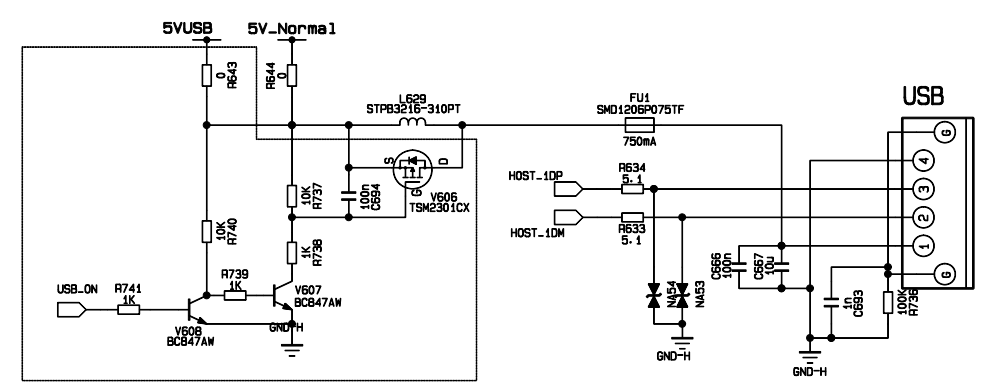 5VUSB
5V_Normal
0
R643
R644
0
L629
STPB3216-310PT
FU1
SMD1206P075TF
750mA
USB
G
4
3
2
1
G
S
D
G
V606
TSM2301CX
100n
C694
10K
R737
10K
R740
1K
R738
R739
1K
USB_ON
R741
1K
V607
BC847AW
V608
BC847AW
GND-H
HOST_1DP
R634
5.1
HOST_1DM
R633
5.1
NA54
NA53
GND-H
C666
100n
C667
10u
1n
C693
100K
R736
GND-H